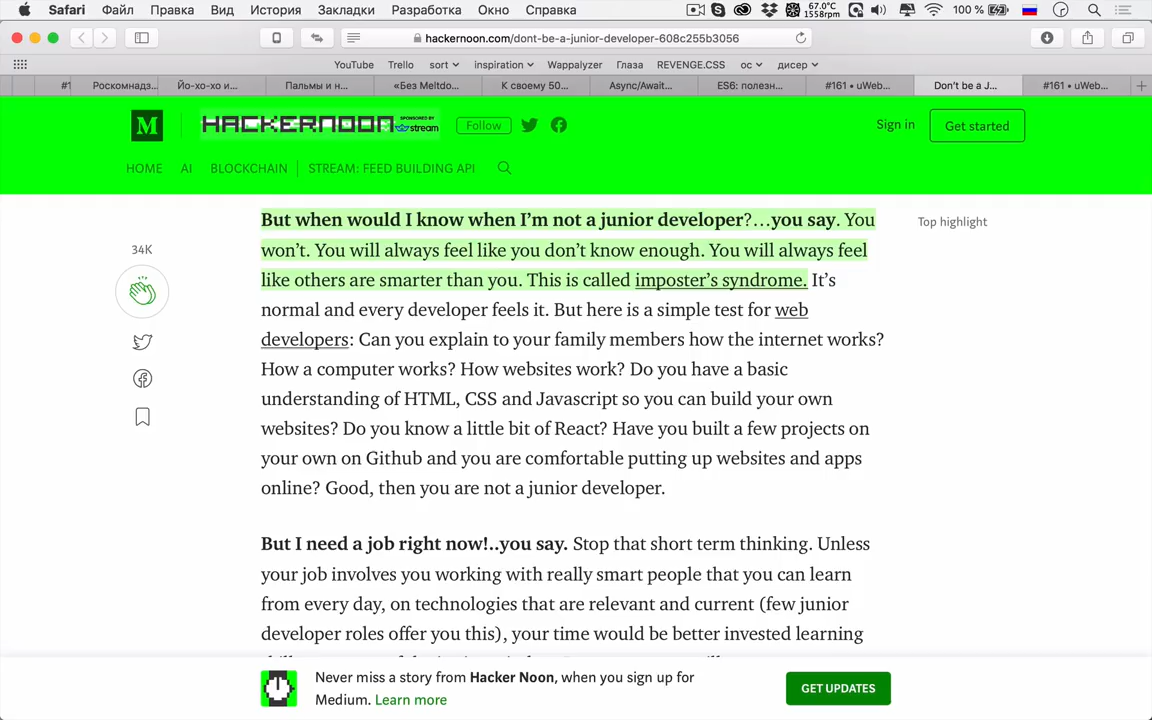 Safari Файл Правка Вид История Закладки Разработка Окно Справка 67.0°C 1558rpm 100 %
hackernoon.com/dont-be-a-junior-developer-608c255b3056
YouTube Trello sort inspiration Wappalyzer Глаза REVENGE.CSS ос дисер
#1 Роскомнадз... Йо-хо-хо и... Пальмы и н... «Без Meltdo... К своему 50... Async/Await... ES6: полезн... #161 • uWeb... Don't be a J... #161 • uWeb...
M HACKERNOON SPONSORED BY stream Follow Sign in Get started
HOME AI BLOCKCHAIN STREAM: FEED BUILDING API
But when would I know when I'm not a junior developer?…you say. You
Top highlight
won't. You will always feel like you don't know enough. You will always feel
34K
like others are smarter than you. This is called imposter's syndrome. It's
normal and every developer feels it. But here is a simple test for web
developers: Can you explain to your family members how the internet works?
How a computer works? How websites work? Do you have a basic
understanding of HTML, CSS and Javascript so you can build your own
websites? Do you know a little bit of React? Have you built a few projects on
your own on Github and you are comfortable putting up websites and apps
online? Good, then you are not a junior developer.
But I need a job right now!..you say. Stop that short term thinking. Unless
your job involves you working with really smart people that you can learn
from every day, on technologies that are relevant and current (few junior
developer roles offer you this), your time would be better invested learning
Never miss a story from Hacker Noon, when you sign up for
Medium. Learn more
GET UPDATES